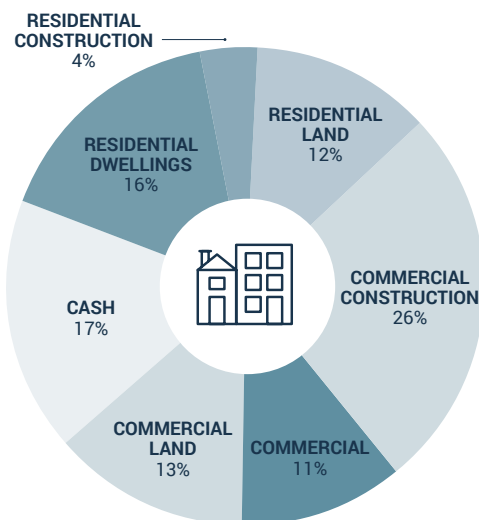 RESIDENTIAL
CONSTRUCTION
4%
RESIDENTIAL
LAND
12%
RESIDENTIAL
DWELLINGS
16%
COMMERCIAL
CONSTRUCTION
26%
CASH
17%
COMMERCIAL
LAND
13%
COMMERCIAL
11%